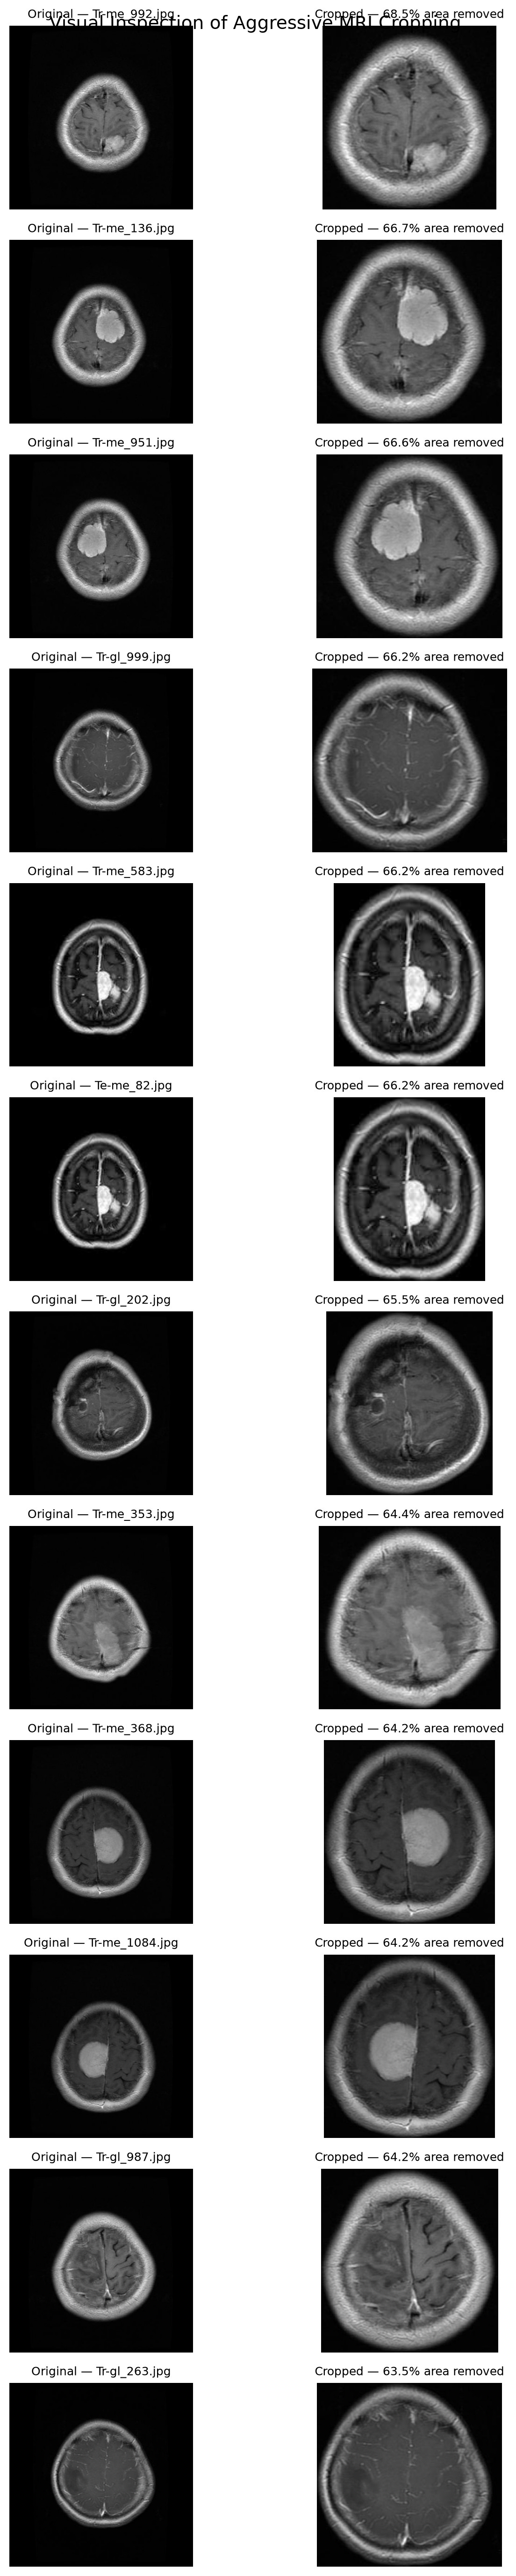 Visual Inspection of Aggressive MRI Cropping
Original — Tr-me_992.jpg
Cropped — 68.5% area removed
Original — Tr-me_136.jpg
Cropped — 66.7% area removed
Original — Tr-me_951.jpg
Cropped — 66.6% area removed
Original — Tr-gl_999.jpg
Cropped — 66.2% area removed
Original — Tr-me_583.jpg
Cropped — 66.2% area removed
Original — Te-me_82.jpg
Cropped — 66.2% area removed
Original — Tr-gl_202.jpg
Cropped — 65.5% area removed
Original — Tr-me_353.jpg
Cropped — 64.4% area removed
Original — Tr-me_368.jpg
Cropped — 64.2% area removed
Original — Tr-me_1084.jpg
Cropped — 64.2% area removed
Original — Tr-gl_987.jpg
Cropped — 64.2% area removed
Original — Tr-gl_263.jpg
Cropped — 63.5% area removed